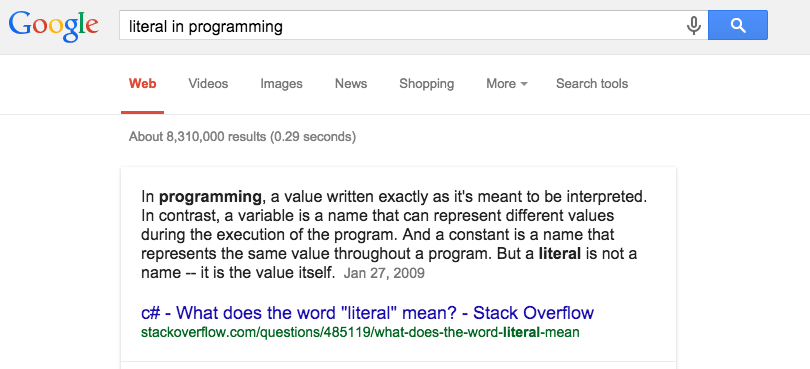 Google
literal in programming
Web Videos Images News Shopping More Search tools
About 8,310,000 results (0.29 seconds)
In programming, a value written exactly as it's meant to be interpreted.
In contrast, a variable is a name that can represent different values
during the execution of the program. And a constant is a name that
represents the same value throughout a program. But a literal is not a
name -- it is the value itself. Jan 27, 2009
c# - What does the word "literal" mean? - Stack Overflow
stackoverflow.com/questions/485119/what-does-the-word-literal-mean